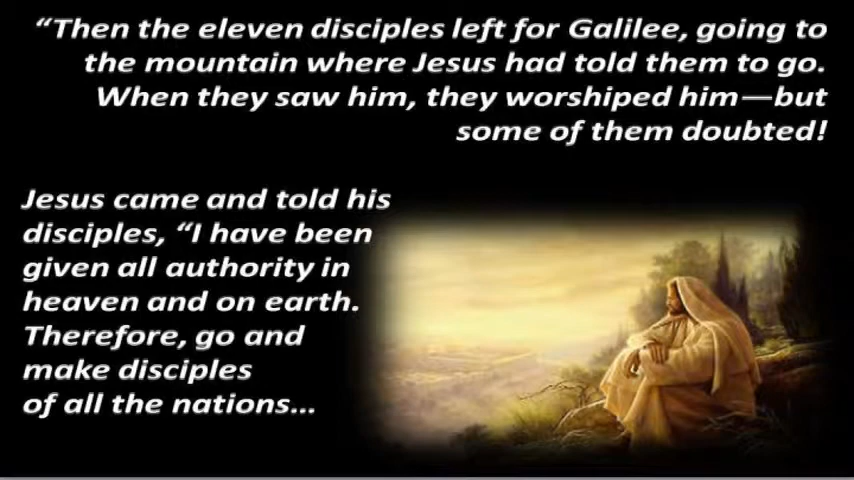 “Then the eleven disciples left for Galilee, going to
the mountain where Jesus had told them to go.
When they saw him, they worshiped him—but
some of them doubted!
Jesus came and told his
disciples, “I have been
given all authority in
heaven and on earth.
Therefore, go and
make disciples
of all the nations...